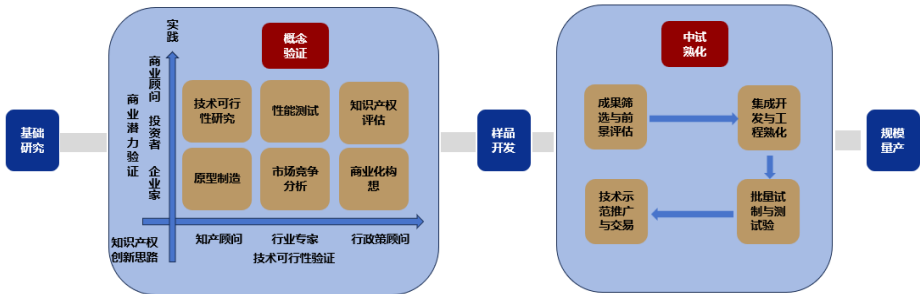 基础
研究
实践
商业顾问 投资者 企业家
商业潜力验证
概念
验证
技术可行
性研究
性能测试
知识产权
评估
原型制造
市场竞争
分析
商业化构
想
知识产权
创新思路
知产顾问
行业专家
行政策顾问
技术可行性验证
样品
开发
中试
熟化
成果筛
选与前
景评估
集成开
发与工
程熟化
技术示
范推广
与交易
批量试
制与测
试验
规模
量产